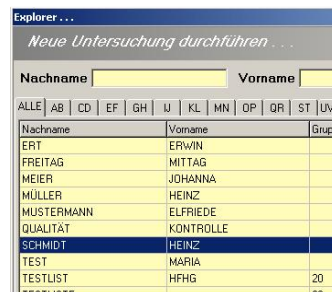 Explorer . . .
Neue Untersuchung durchführen . . .
Nachname Vorname
ALLE AB CD EF GH IJ KL MN OP QR ST UV
Nachname Vorname Grup
ERT ERWIN
FREITAG MITTAG
MEIER JOHANNA
MÜLLER HEINZ
MUSTERMANN ELFRIEDE
QUALITÄT KONTROLLE
SCHMIDT HEINZ
TEST MARIA
TESTLIST HFHG 20